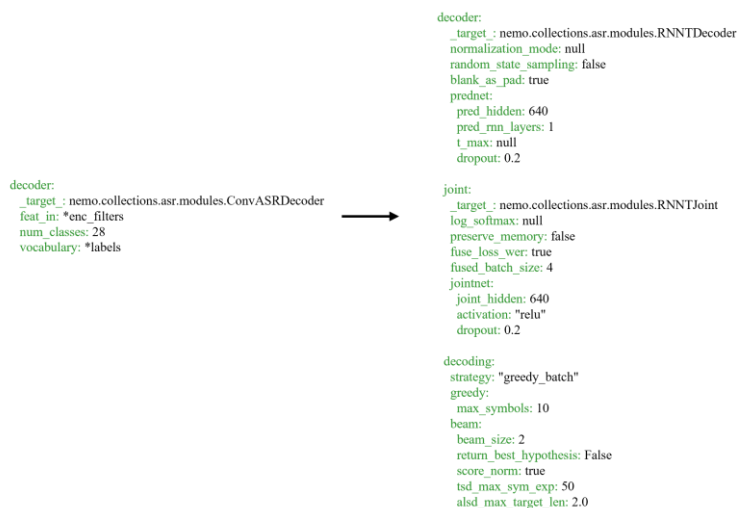 decoder:
_target_: nemo.collections.asr.modules.ConvASRDecoder
feat_in: *enc_filters
num_classes: 28
vocabulary: *labels
decoder:
_target_: nemo.collections.asr.modules.RNNTDecoder
normalization_mode: null
random_state_sampling: false
blank_as_pad: true
prednet:
pred_hidden: 640
pred_rnn_layers: 1
t_max: null
dropout: 0.2
joint:
_target_: nemo.collections.asr.modules.RNNTJoint
log_softmax: null
preserve_memory: false
fuse_loss_wer: true
fused_batch_size: 4
jointnet:
joint_hidden: 640
activation: "relu"
dropout: 0.2
decoding:
strategy: "greedy_batch"
greedy:
max_symbols: 10
beam:
beam_size: 2
return_best_hypothesis: False
score_norm: true
tsd_max_sym_exp: 50
alsd_max_target_len: 2.0